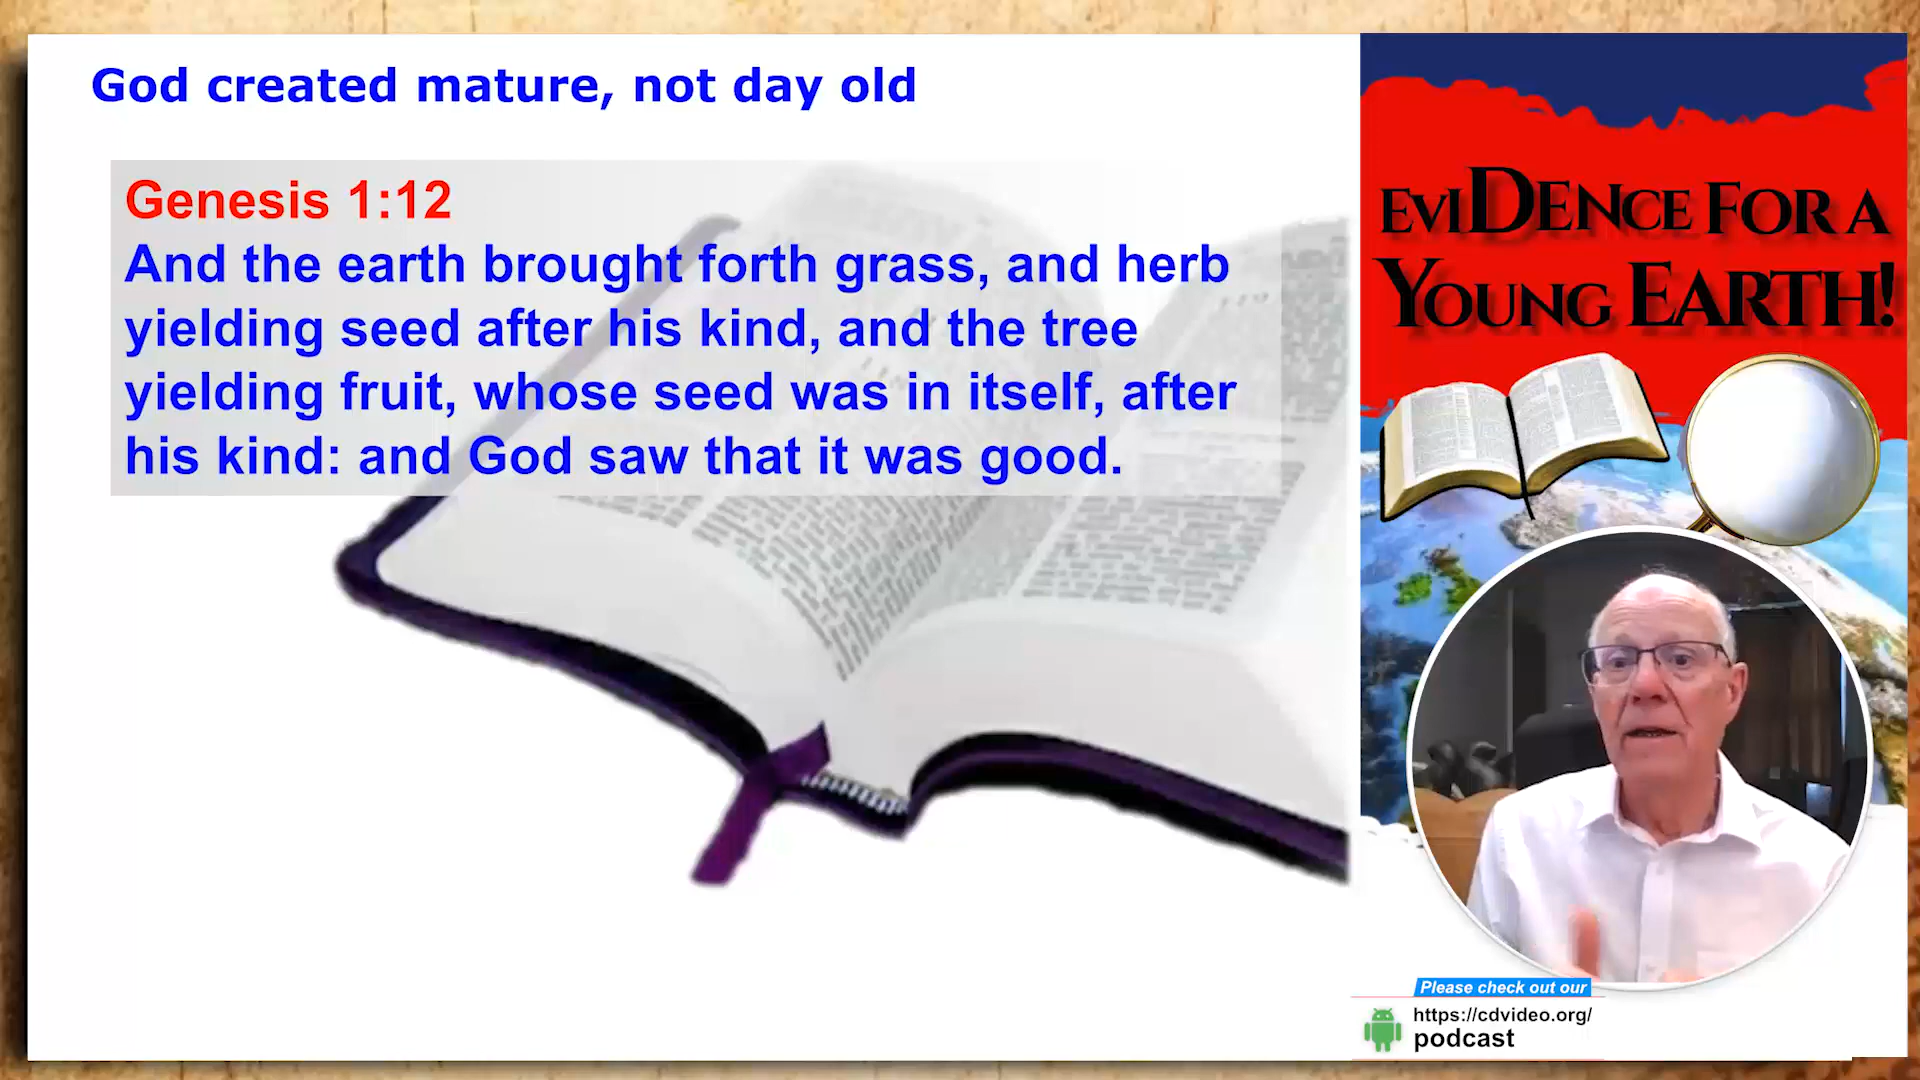 God created mature, not day old
Genesis 1:12
And the earth brought forth grass, and herb
yielding seed after his kind, and the tree
yielding fruit, whose seed was in itself, after
his kind: and God saw that it was good.
EviDence For a
Young Earth!
Please check out our
https://cdvideo.org/
podcast